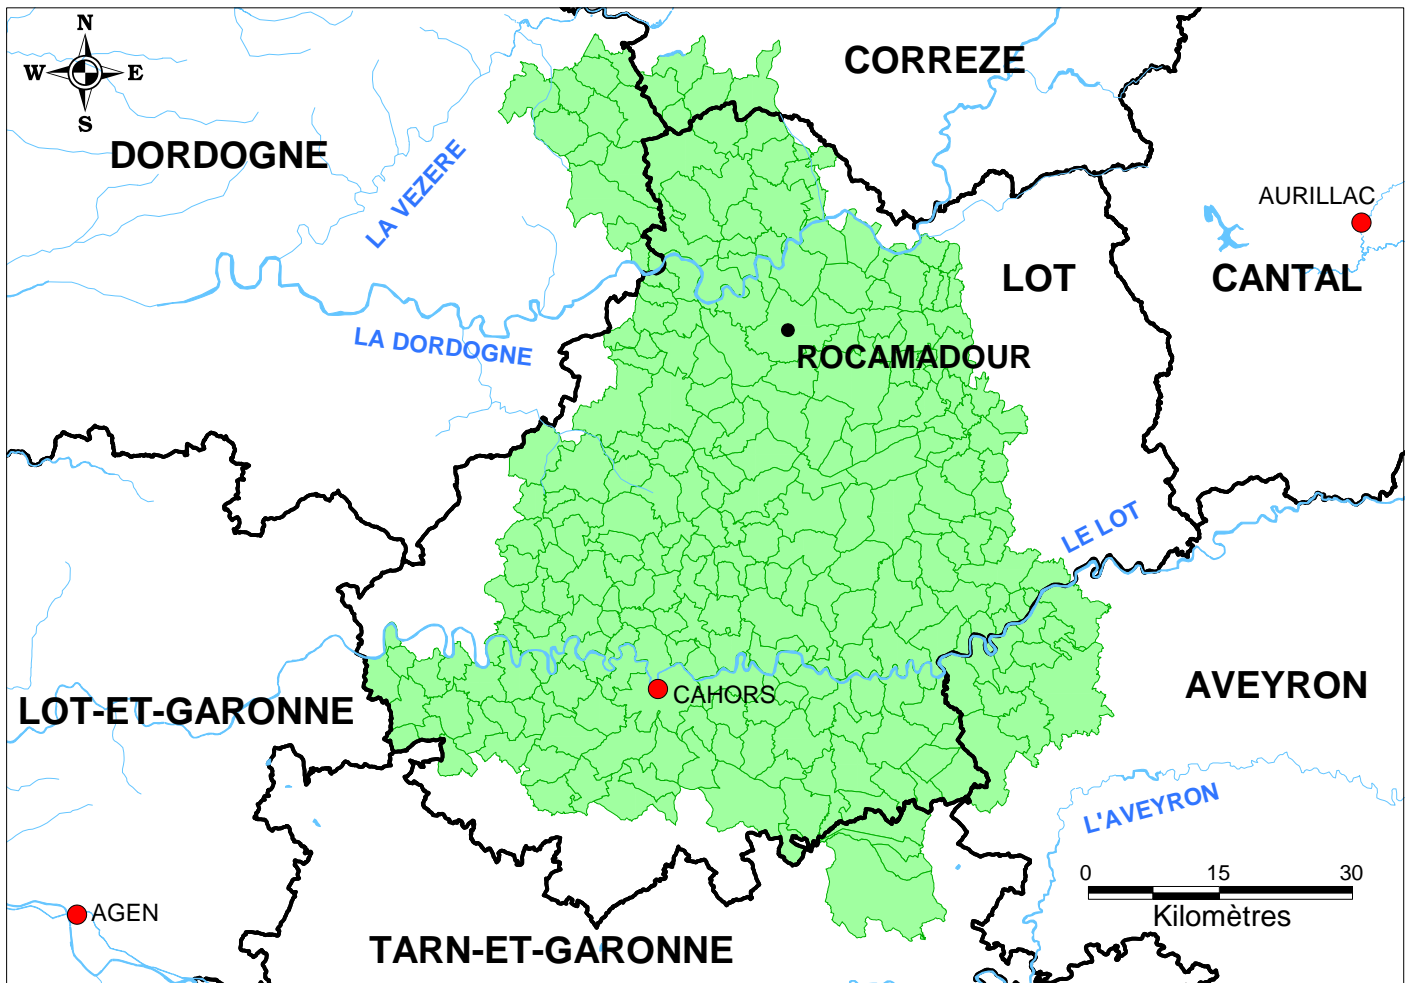 N
W E
S
CORREZE
DORDOGNE
LA VEZERE
AURILLAC
LOT
CANTAL
LA DORDOGNE
ROCAMADOUR
LE LOT
AVEYRON
CAHORS
LOT-ET-GARONNE
L'AVEYRON
0 15 30
Kilomètres
AGEN
TARN-ET-GARONNE